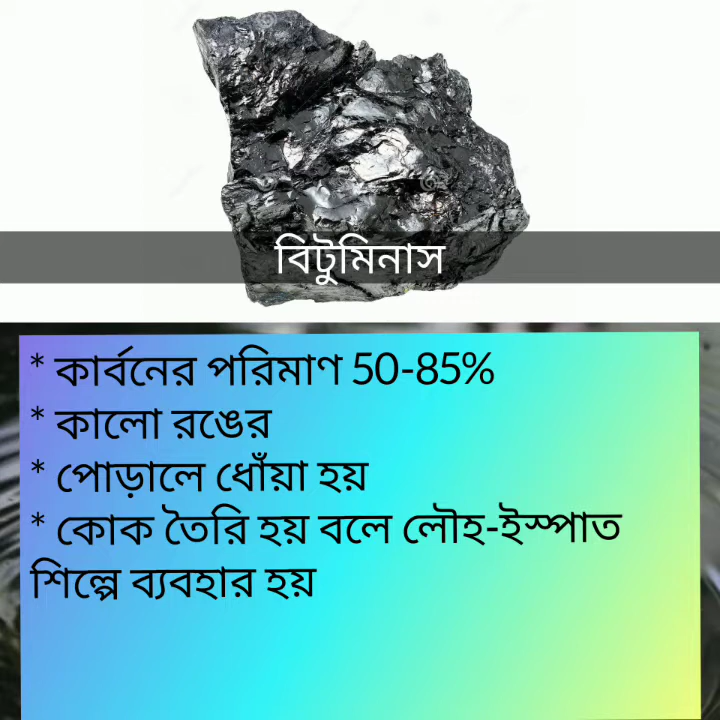 বিটুমিনাস
* কার্বনের পরিমাণ 50-85%
* কালো রঙের
* পোড়ালে ধোঁয়া হয়
* কোক তৈরি হয় বলে লৌহ-ইস্পাত
শিল্পে ব্যবহার হয়